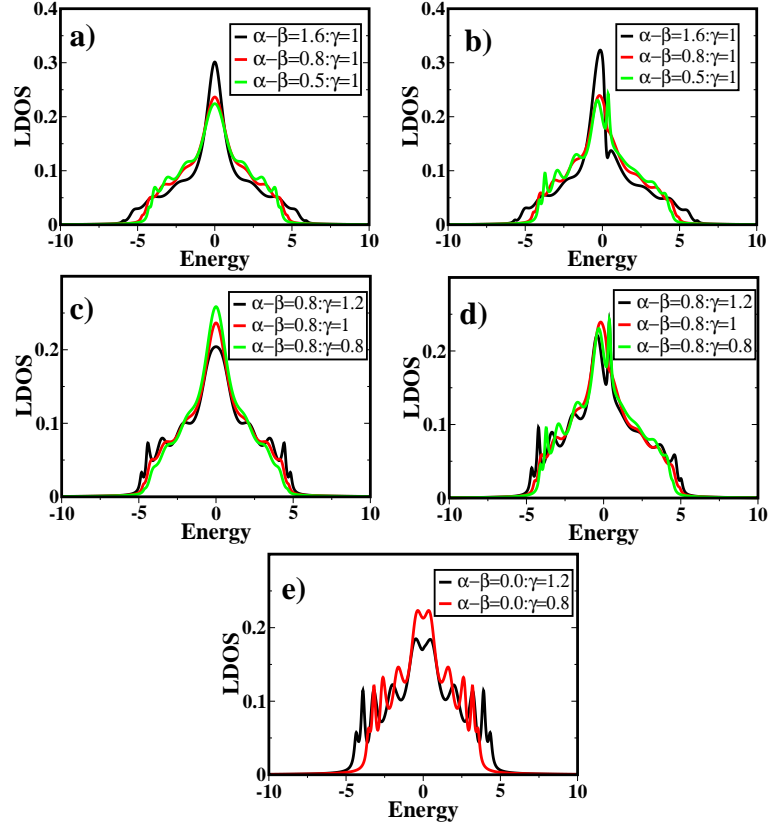 a)
α−β=1.6:γ=1
α−β=0.8:γ=1
α−β=0.5:γ=1
0.4
0.3
0.2
0.1
0
LDOS
-10 -5 0 5 10
Energy
b)
α−β=1.6:γ=1
α−β=0.8:γ=1
α−β=0.5:γ=1
0.4
0.3
0.2
0.1
0
LDOS
-10 -5 0 5 10
Energy
c)
α−β=0.8:γ=1.2
α−β=0.8:γ=1
α−β=0.8:γ=0.8
0.2
0.1
0
LDOS
-10 -5 0 5 10
Energy
d)
α−β=0.8:γ=1.2
α−β=0.8:γ=1
α−β=0.8:γ=0.8
0.2
0.1
0
LDOS
-10 -5 0 5 10
Energy
e)
α−β=0.0:γ=1.2
α−β=0.0:γ=0.8
0.2
0.1
0
LDOS
-10 -5 0 5 10
Energy